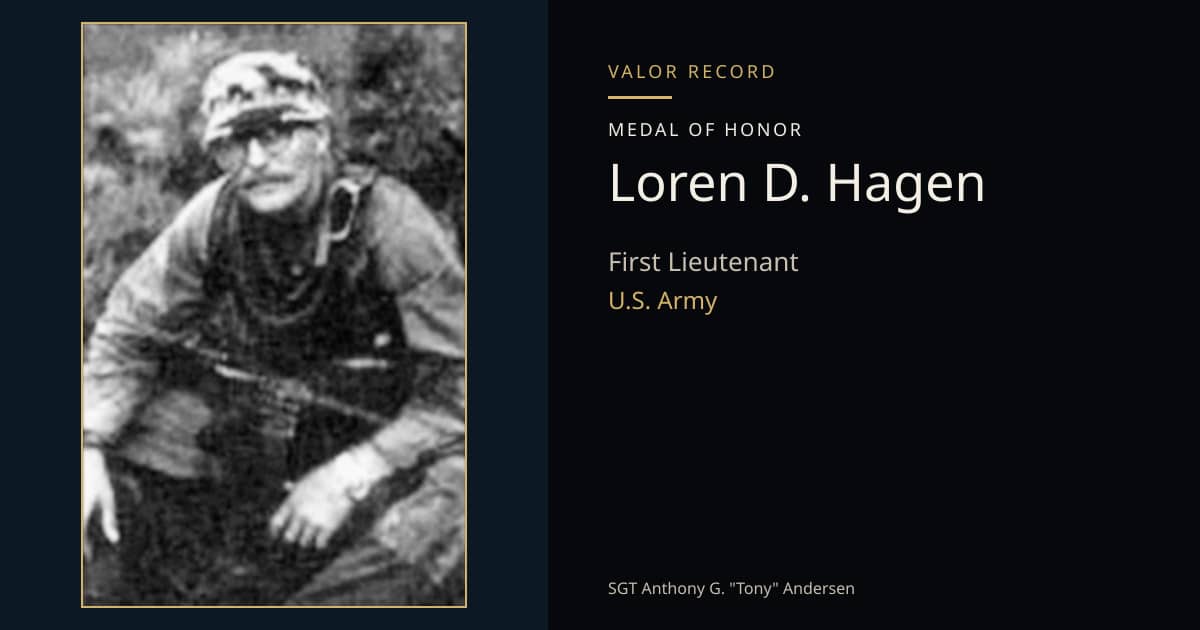 VALOR RECORD
MEDAL OF HONOR
Loren D. Hagen
First Lieutenant
U.S. Army
SGT Anthony G. "Tony" Andersen